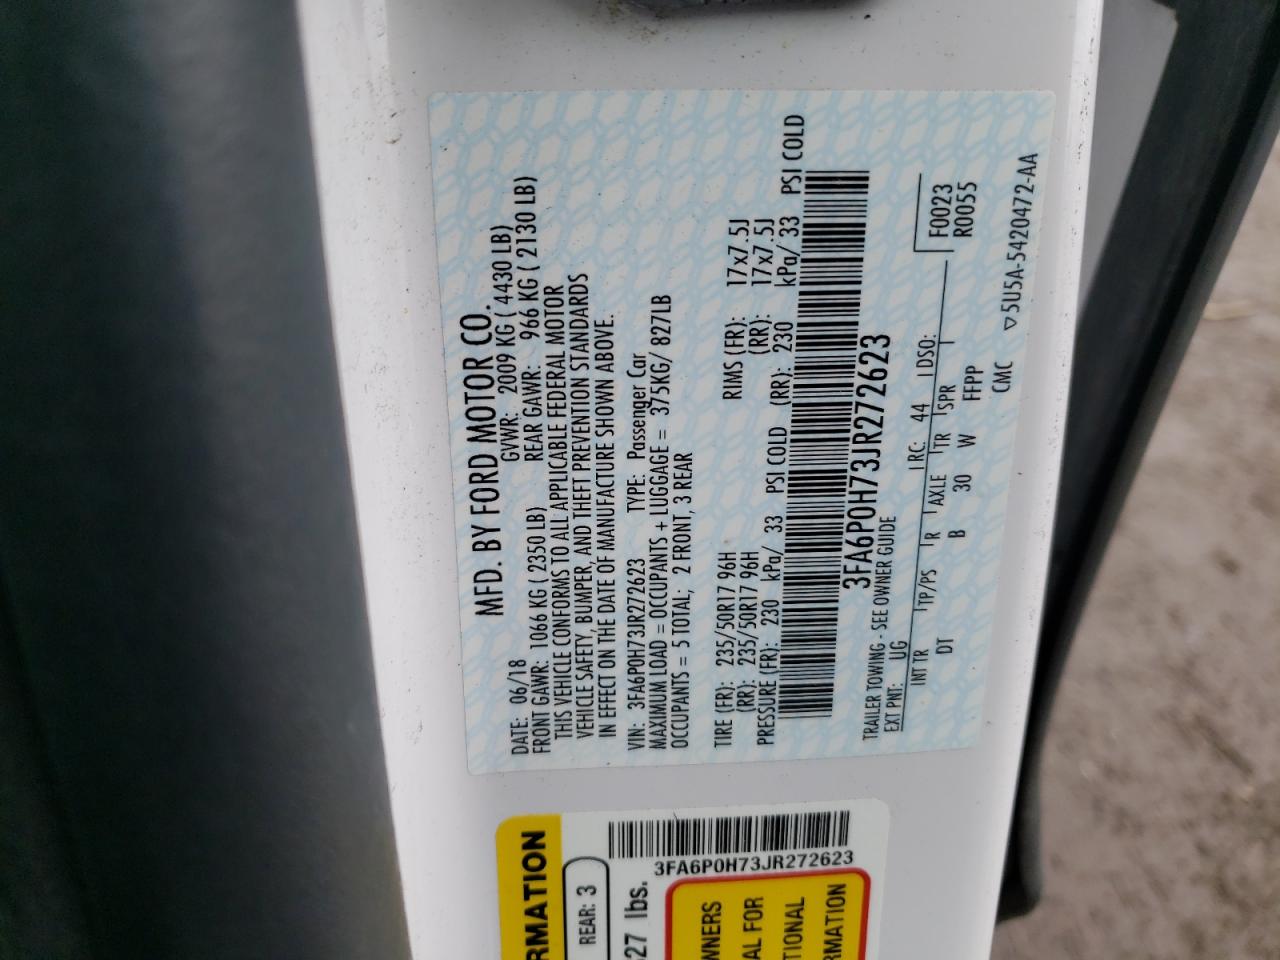 MFD. BY FORD MOTOR CO.
DATE: 06/18 GVWR: 2009 KG ( 4430 LB)
FRONT GAWR: 1066 KG ( 2350 LB) REAR GAWR: 966 KG ( 2130 LB)
THIS VEHICLE CONFORMS TO ALL APPLICABLE FEDERAL MOTOR
VEHICLE SAFETY, BUMPER, AND THEFT PREVENTION STANDARDS
IN EFFECT ON THE DATE OF MANUFACTURE SHOWN ABOVE.
VIN: 3FA6P0H73JR272623 TYPE: Passenger Car
MAXIMUM LOAD = OCCUPANTS + LUGGAGE = 375KG/ 827LB
OCCUPANTS = 5 TOTAL; 2 FRONT, 3 REAR
TIRE (FR): 235/50R17 96H RIMS (FR): 17x7.5J
(RR): 235/50R17 96H (RR): 17x7.5J
PRESSURE (FR): 230 kPa/ 33 PSI COLD (RR): 230 kPa/ 33 PSI COLD
3FA6P0H73JR272623
TRAILER TOWING - SEE OWNER GUIDE
EXT PNT: UG RC: 44 DSO: F0023
R0055
INT TR TP/PS R AXLE TR SPR
DT B 30 W FFPP
CMC ▽5U5A-5420472-AA
RMATION
REAR: 3
27 lbs.
3FA6P0H73JR272623
WNERS
AL FOR
TIONAL
RMATION